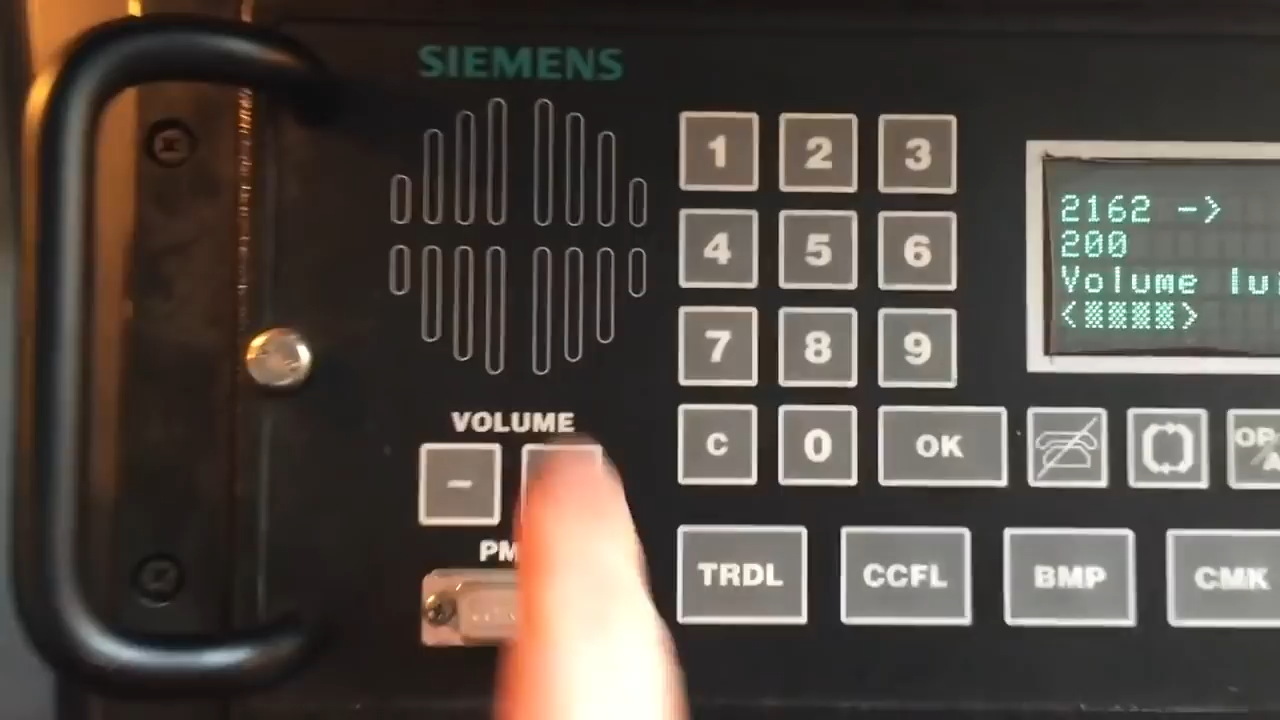 SIEMENS
1 2 3
4 5 6
7 8 9
C 0 OK
2162 ->
200
Volume
VOLUME
-
TRDL CCFL BMP CMK